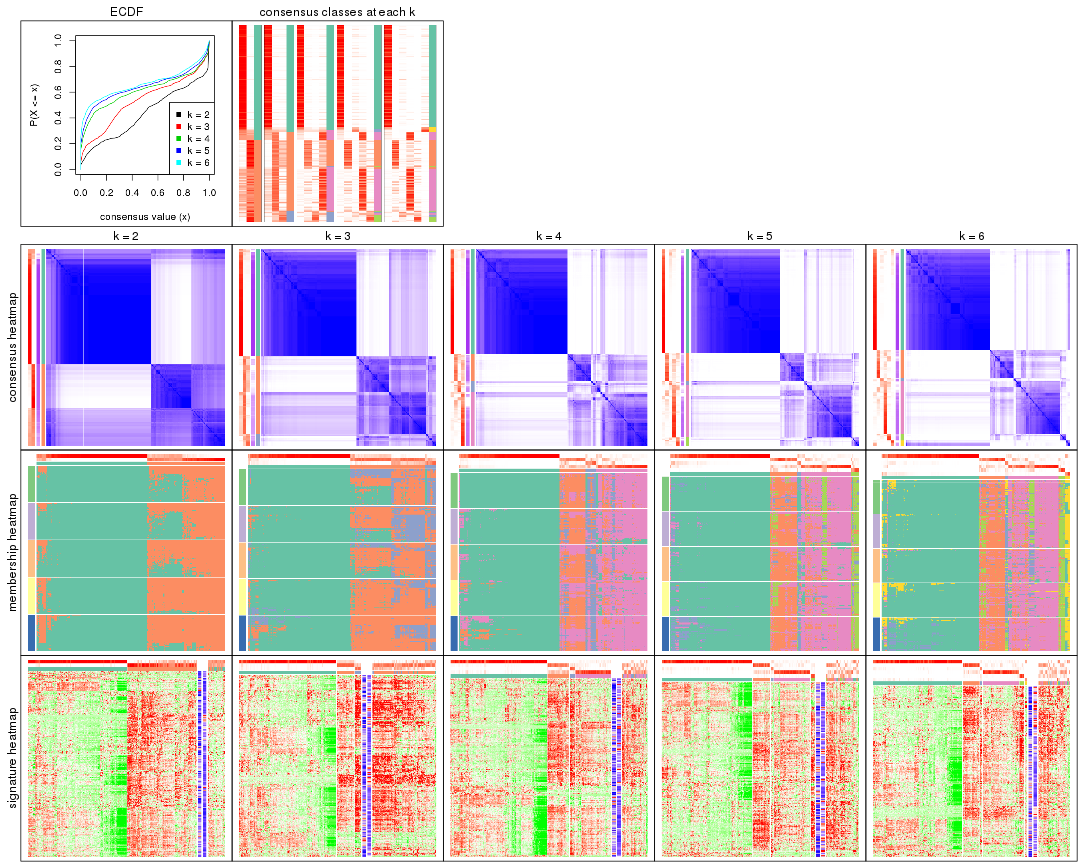 ECDF
consensus classes at each k
P(X <= x)
0.0 0.2 0.4 0.6 0.8 1.0
k = 2
k = 3
k = 4
k = 5
k = 6
0.0 0.2 0.4 0.6 0.8 1.0
consensus value (x)
k = 2
k = 3
k = 4
k = 5
k = 6
consensus heatmap
membership heatmap
signature heatmap